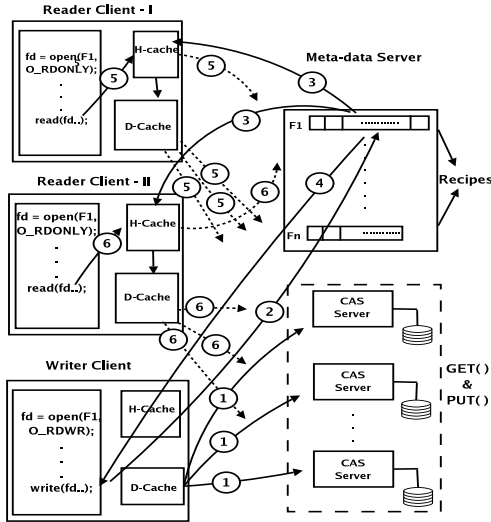 Reader Client - I
fd = open(F1,
O_RDONLY);
5
.
.
.
read(fd..);
H-cache
D-Cache
5
5
5
5
3
3
Meta-data Server
F1
............
Fn
............
Recipes
Reader Client - II
fd = open(F1,
O_RDONLY);
.
.
.
read(fd..);
H-Cache
D-Cache
6
6
6
6
6
4
2
Writer Client
fd = open(F1,
O_RDWR);
.
.
.
write(fd..);
H-Cache
D-Cache
1
1
1
CAS
Server
CAS
Server
.
.
.
CAS
Server
GET( )
&
PUT( )